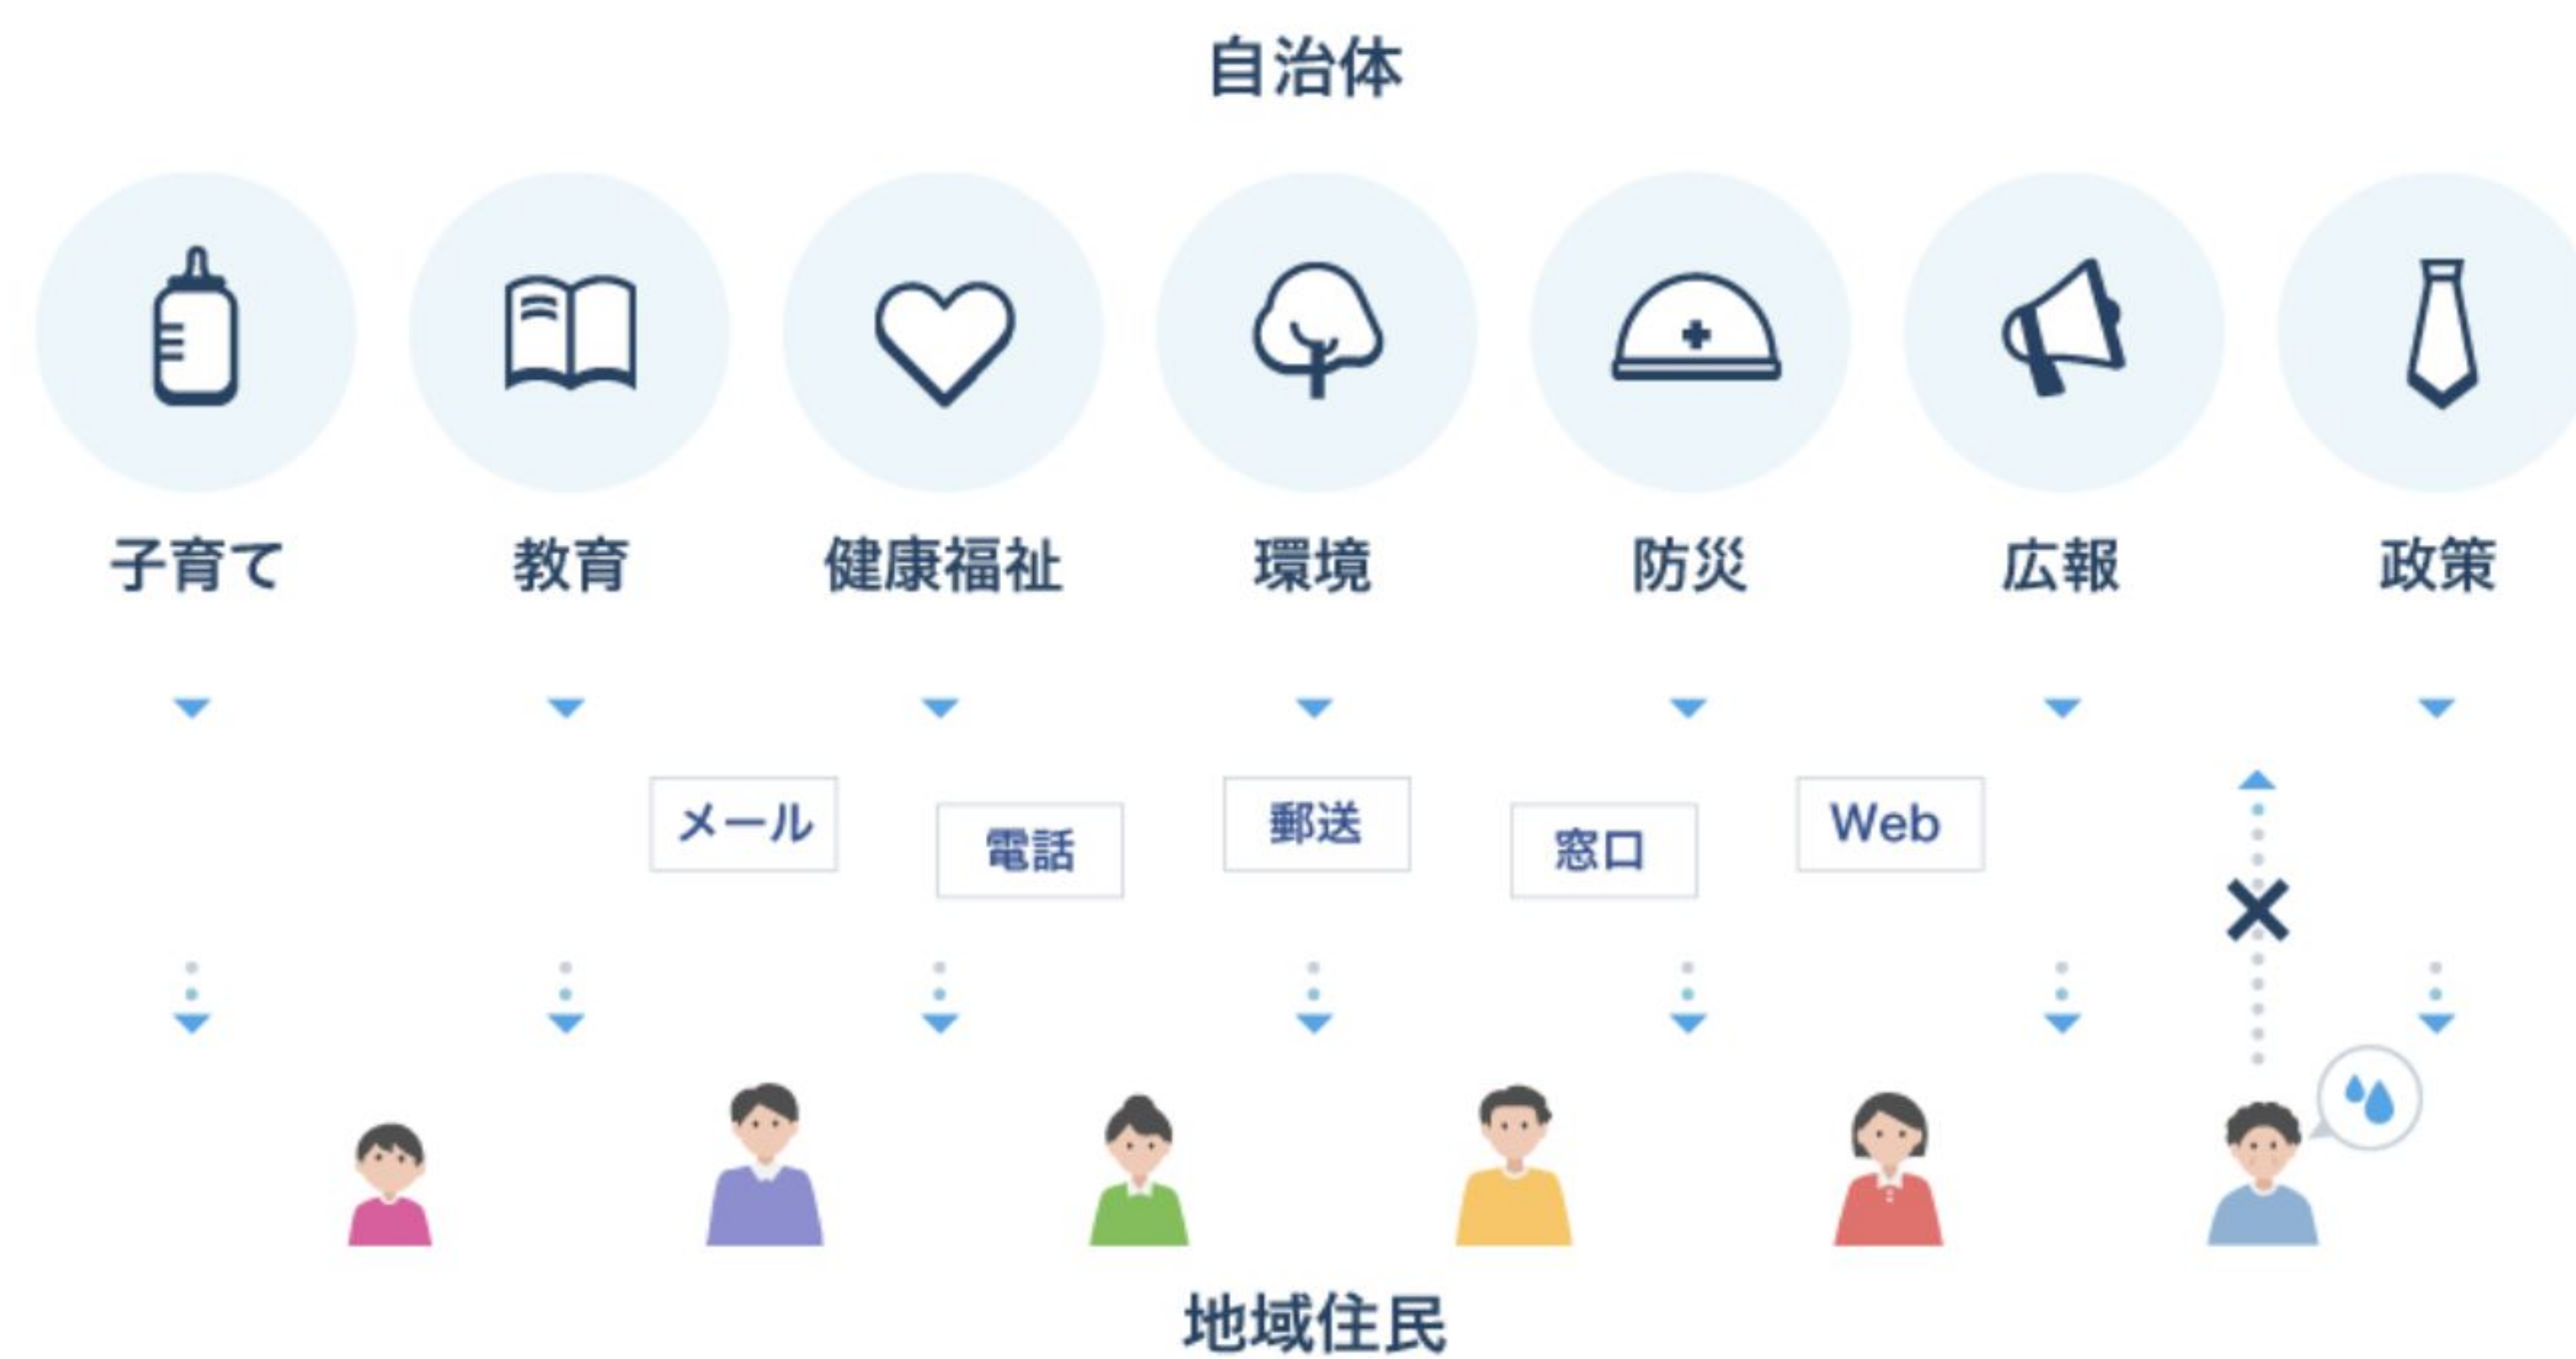 自治体
子育て
教育
健康福祉
環境
防災
広報
政策
メール
電話
郵送
窓口
Web
地域住民